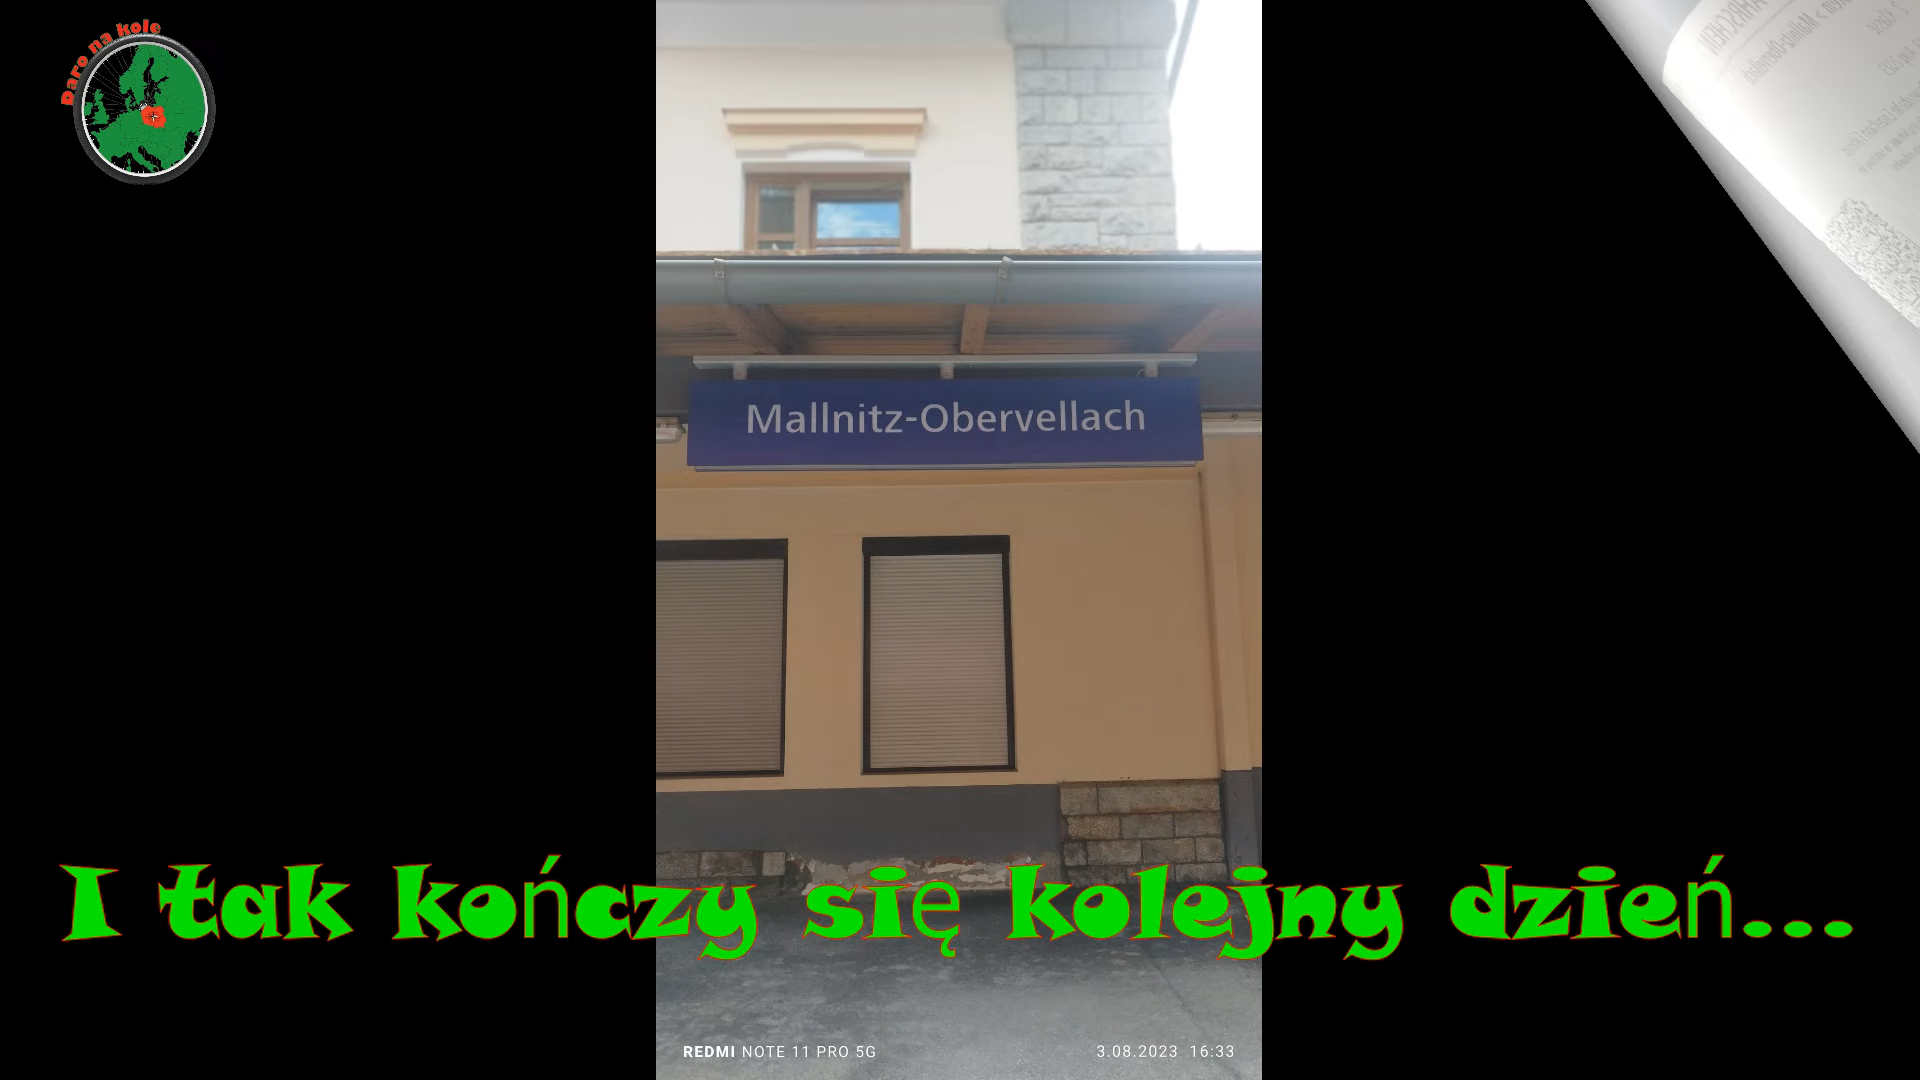 Daro na kole
Mallnitz-Obervellach
I tak kończy się kolejny dzień...
REDMI NOTE 11 PRO 5G
3.08.2023 16:33